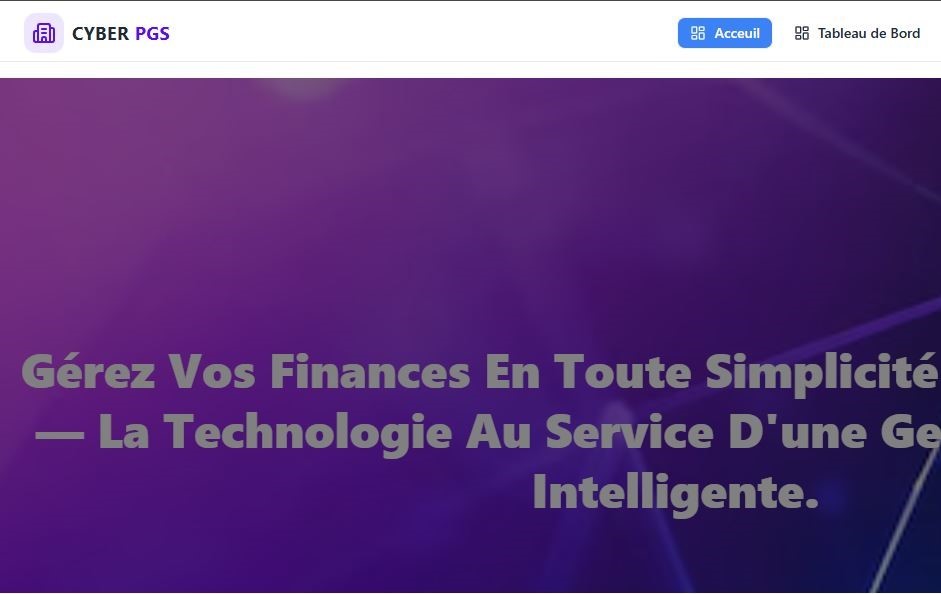 CYBER PGS
Acceuil
Tableau de Bord
Gérez Vos Finances En Toute Simplicité
— La Technologie Au Service D'une Ge
Intelligente.